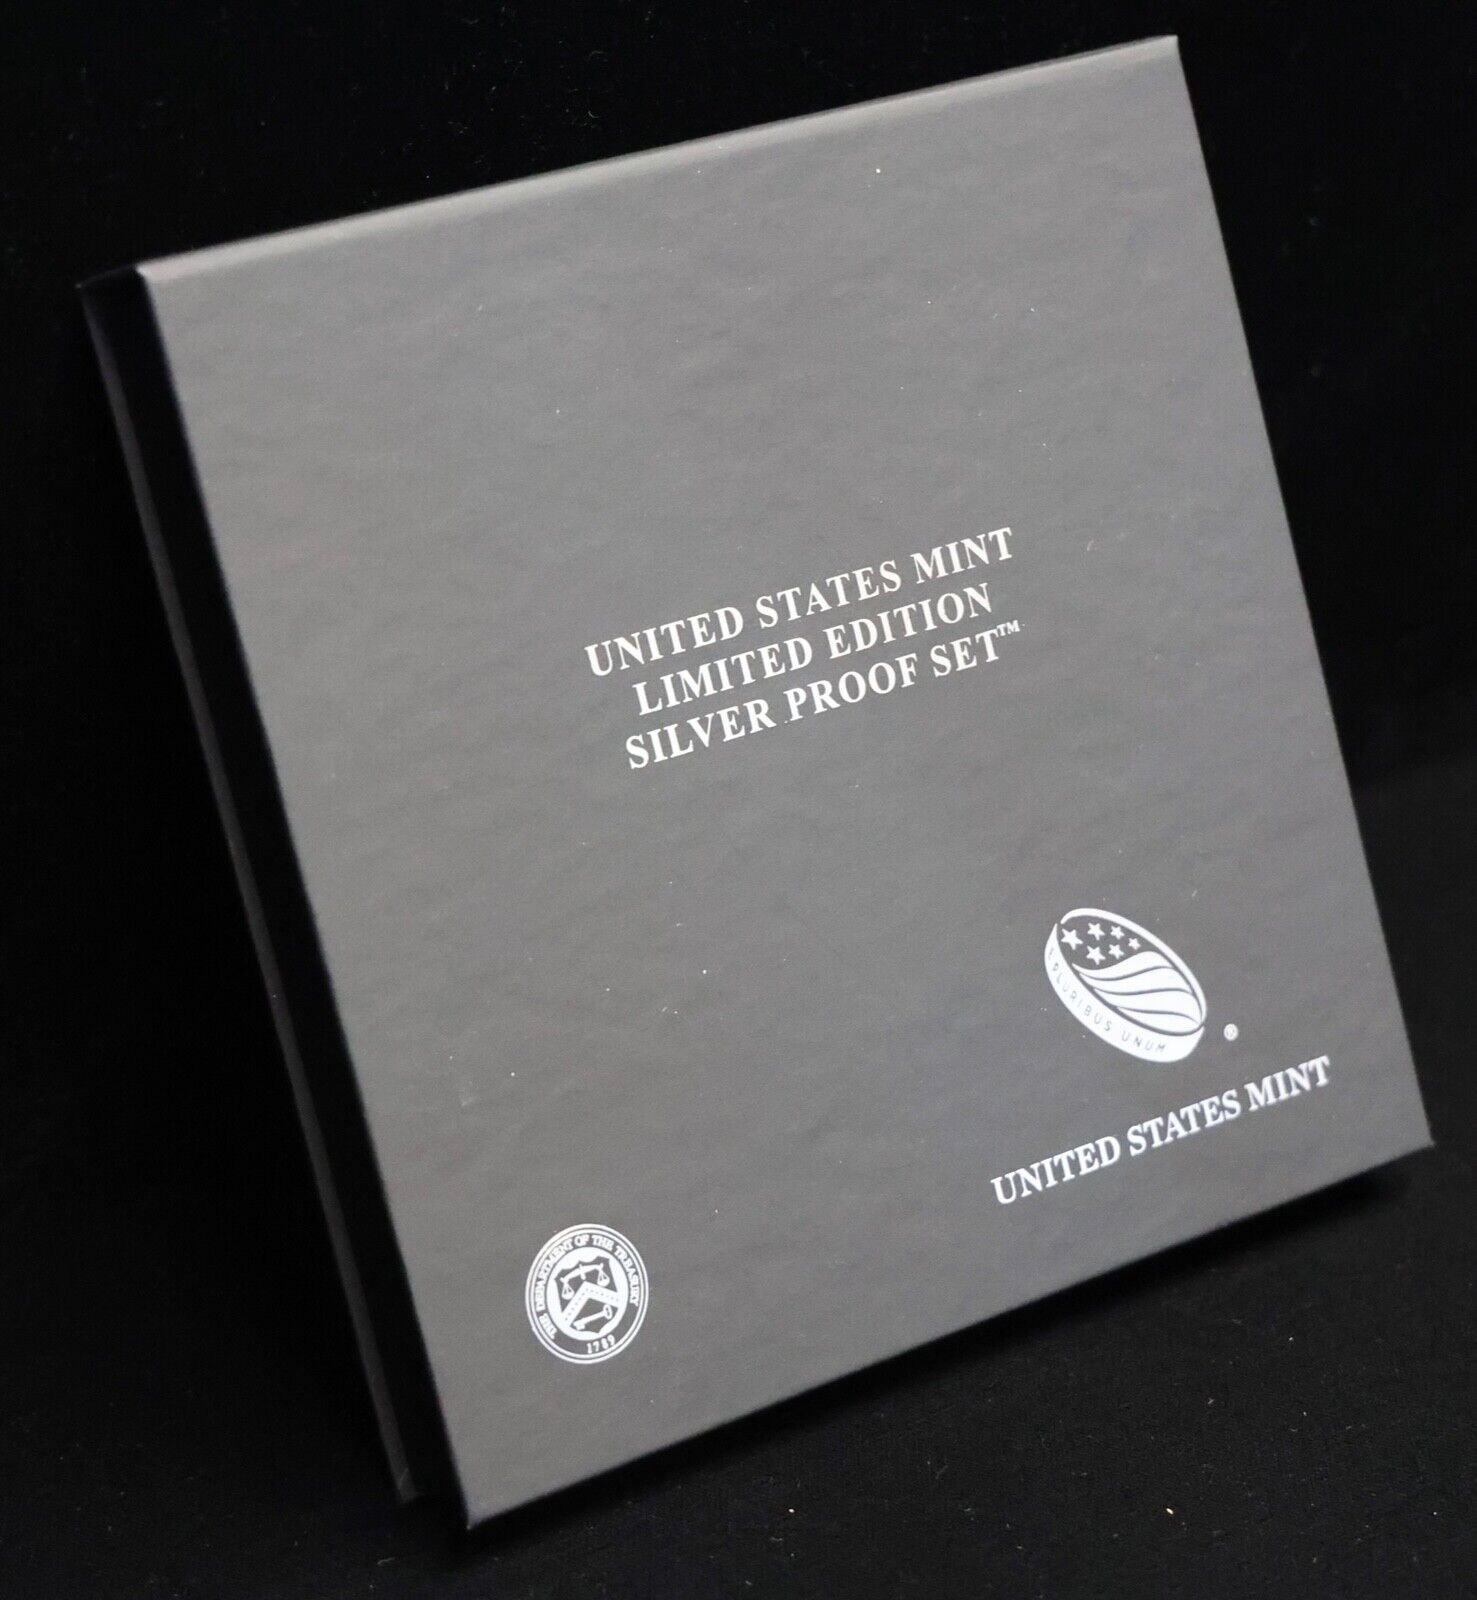 UNITED STATES MINT
LIMITED EDITION
SILVER PROOF SET™
E PLURIBUS UNUM
®
UNITED STATES MINT
THE DEPARTMENT OF THE TREASURY
1789